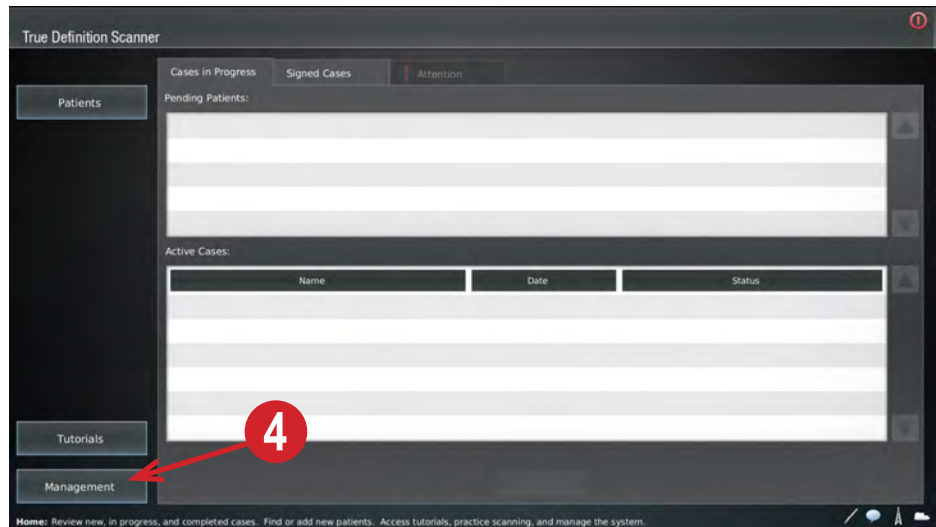 True Definition Scanner
Cases in Progress
Signed Cases
Attention
Patients
Pending Patients:
Active Cases:
Name
Date
Status
Tutorials
4
Management
Home: Review new, in progress, and completed cases. Find or add new patients. Access tutorials, practice scanning, and manage the system.